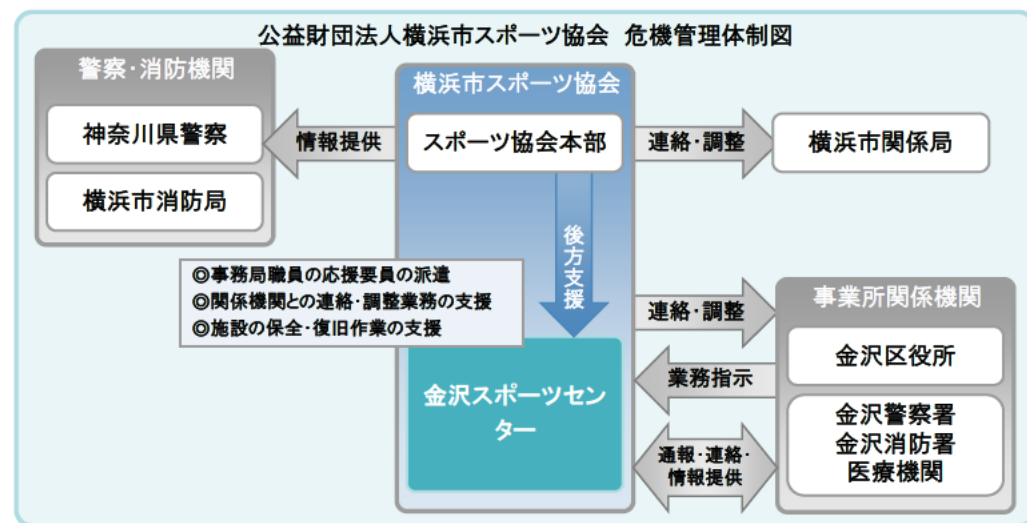 公益財団法人横浜市スポーツ協会 危機管理体制図
警察・消防機関
神奈川県警察
横浜市消防局
情報提供
横浜市スポーツ協会
スポーツ協会本部
連絡・調整
横浜市関係局
後方支援
◎事務局職員の応援要員の派遣
◎関係機関との連絡・調整業務の支援
◎施設の保全・復旧作業の支援
金沢スポーツセン
ター
連絡・調整
業務指示
通報・連絡・
情報提供
事業所関係機関
金沢区役所
金沢警察署
金沢消防署
医療機関